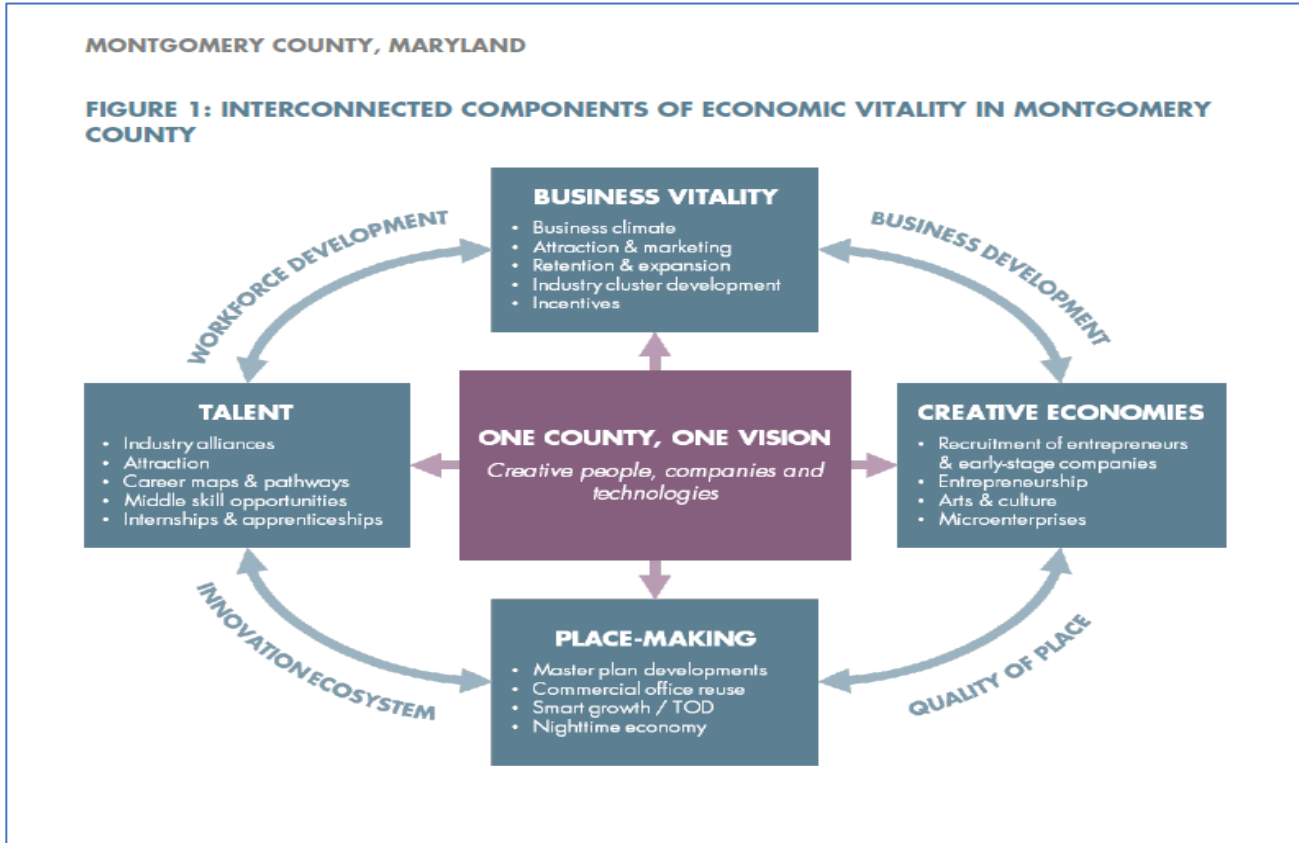 MONTGOMERY COUNTY, MARYLAND
FIGURE 1: INTERCONNECTED COMPONENTS OF ECONOMIC VITALITY IN MONTGOMERY
COUNTY
BUSINESS VITALITY
• Business climate
• Attraction & marketing
• Retention & expansion
• Industry cluster development
• Incentives
WORKFORCE DEVELOPMENT
BUSINESS DEVELOPMENT
TALENT
• Industry alliances
• Attraction
• Career maps & pathways
• Middle skill opportunities
• Internships & apprenticeships
ONE COUNTY, ONE VISION
Creative people, companies and
technologies
CREATIVE ECONOMIES
• Recruitment of entrepreneurs
& early-stage companies
• Entrepreneurship
• Arts & culture
• Microenterprises
INNOVATION ECOSYSTEM
PLACE-MAKING
• Master plan developments
• Commercial office reuse
• Smart growth / TOD
• Nighttime economy
QUALITY OF PLACE